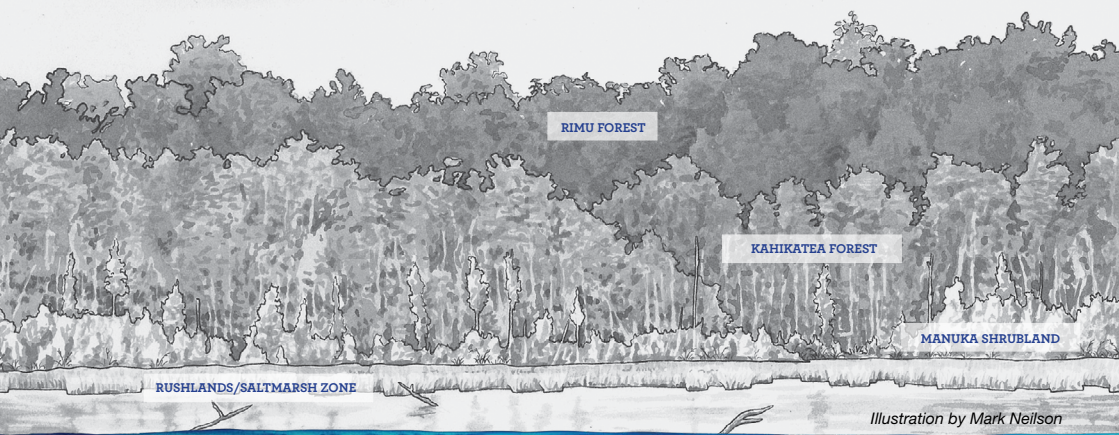 RIMU FOREST
KAHIKATEA FOREST
MANUKA SHRUBLAND
RUSHLANDS/SALTMARSH ZONE
Illustration by Mark Neilson